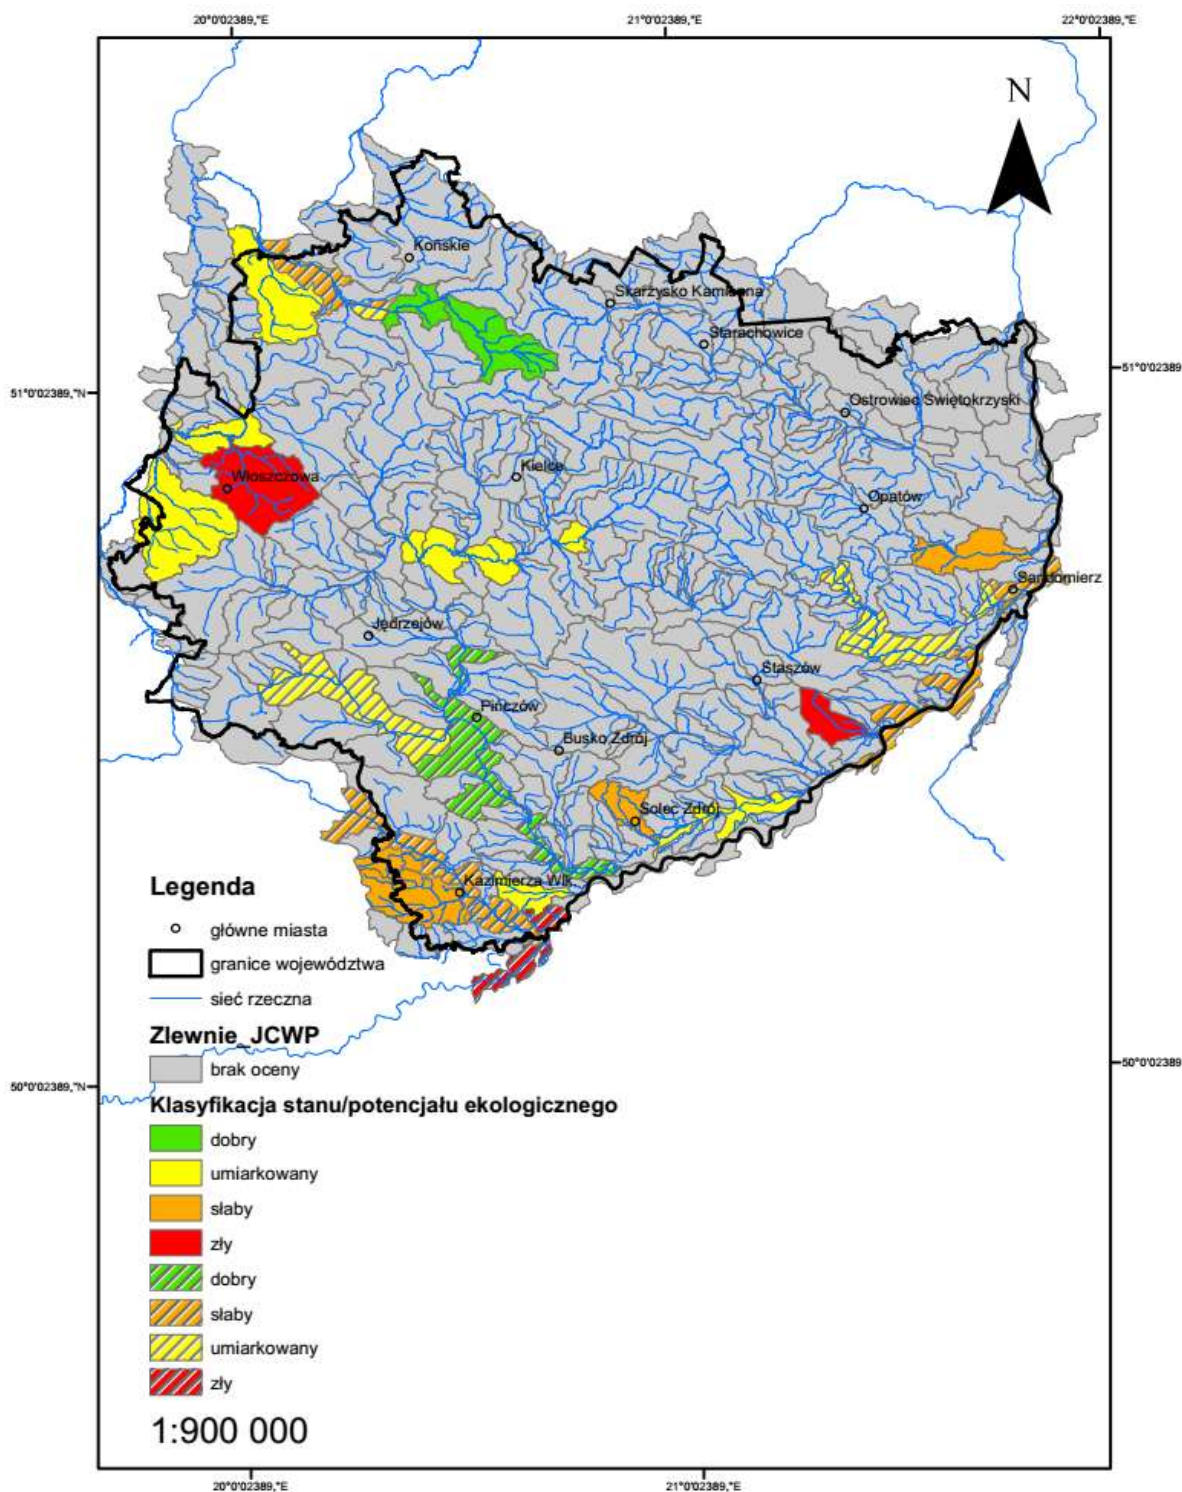 20°0'02389,"E
21°0'02389,"E
22°0'02389,"E
N
Końskie
Skarżysko Kamienna
Starachowice
51°0'02389,"N
51°0'02389
Ostrowiec Świętokrzyski
Kielce
Włoszczowa
Opatów
Sandomierz
Jędrzejów
Staszów
Pińczów
Busko Zdrój
Solec Zdrój
Kazimierza Wlk.
Legenda
główne miasta
granice województwa
sieć rzeczna
Zlewnie_JCWP
brak oceny
50°0'02389,"N
50°0'02389
Klasyfikacja stanu/potencjału ekologicznego
dobry
umiarkowany
słaby
zły
dobry
słaby
umiarkowany
zły
1:900 000
20°0'02389,"E
21°0'02389,"E